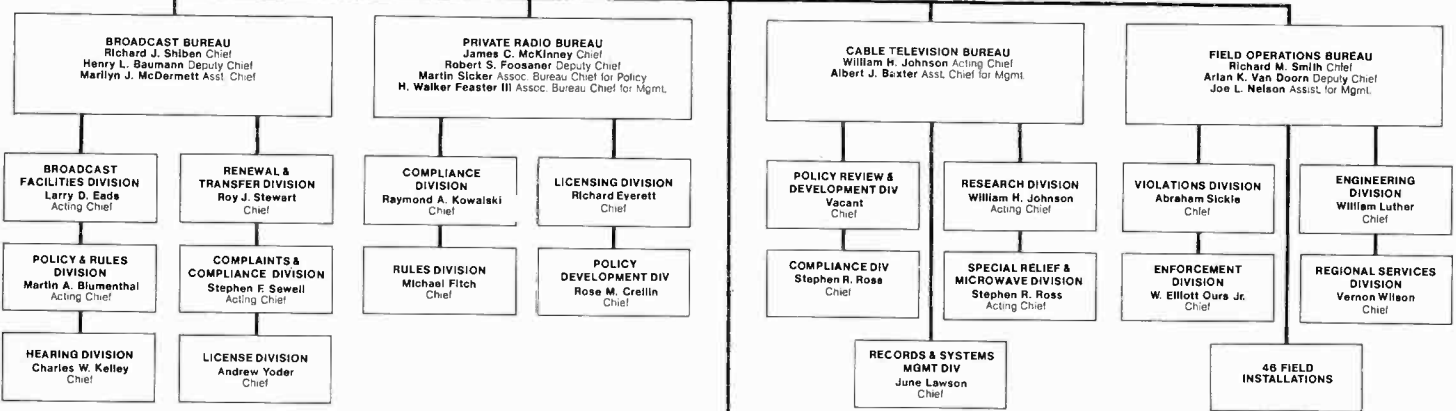 BROADCAST BUREAU
Richard J. Shiben Chief
Henry L. Baumann Deputy Chief
Marilyn J. McDermett Asst. Chief
PRIVATE RADIO BUREAU
James C. McKinney Chief
Robert S. Foosaner Deputy Chief
Martin Sicker Assoc. Bureau Chief for Policy
H. Walker Feaster III Assoc. Bureau Chief for Mgmt.
CABLE TELEVISION BUREAU
William H. Johnson Acting Chief
Albert J. Baxter Asst. Chief for Mgmt.
FIELD OPERATIONS BUREAU
Richard M. Smith Chief
Arlan K. Van Doorn Deputy Chief
Joe L. Nelson Assist. for Mgmt.
BROADCAST
FACILITIES DIVISION
Larry D. Eads
Acting Chief
RENEWAL &
TRANSFER DIVISION
Roy J. Stewart
Chief
COMPLIANCE
DIVISION
Raymond A. Kowalski
Chief
LICENSING DIVISION
Richard Everett
Chief
POLICY REVIEW &
DEVELOPMENT DIV
Vacant
Chief
RESEARCH DIVISION
William H. Johnson
Acting Chief
VIOLATIONS DIVISION
Abraham Sickle
Chief
ENGINEERING
DIVISION
William Luther
Chief
POLICY & RULES
DIVISION
Martin A. Blumenthal
Acting Chief
COMPLAINTS &
COMPLIANCE DIVISION
Stephen F. Sewell
Acting Chief
RULES DIVISION
Michael Fitch
Chief
POLICY
DEVELOPMENT DIV
Rose M. Crellin
Chief
COMPLIANCE DIV
Stephen R. Ross
Chief
SPECIAL RELIEF &
MICROWAVE DIVISION
Stephen R. Ross
Acting Chief
ENFORCEMENT
DIVISION
W. Elliott Ours Jr.
Chief
REGIONAL SERVICES
DIVISION
Vernon Wilson
Chief
HEARING DIVISION
Charles W. Kelley
Chief
LICENSE DIVISION
Andrew Yoder
Chief
RECORDS & SYSTEMS
MGMT DIV
June Lawson
Chief
46 FIELD
INSTALLATIONS